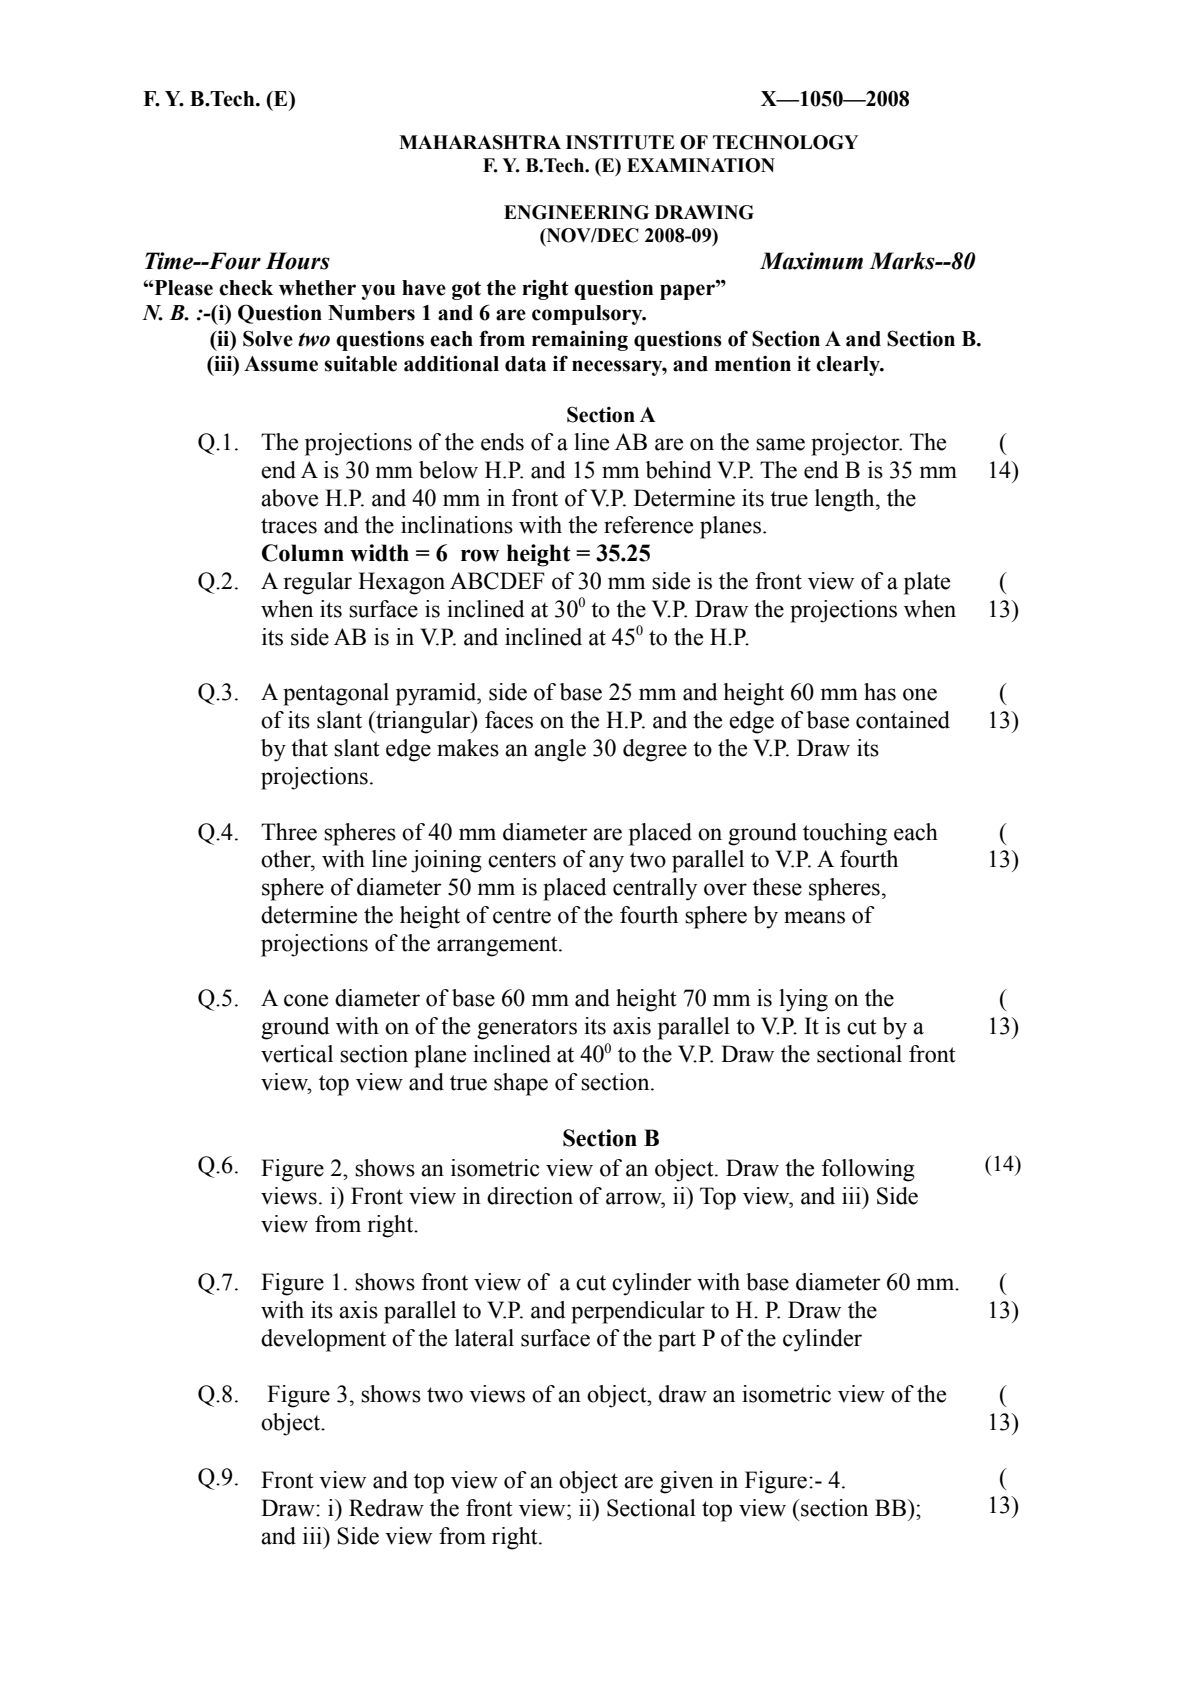 F. Y. B.Tech. (E) X—1050—2008
MAHARASHTRA INSTITUTE OF TECHNOLOGY
F. Y. B.Tech. (E) EXAMINATION
ENGINEERING DRAWING
(NOV/DEC 2008-09)
Time--Four Hours Maximum Marks--80
“Please check whether you have got the right question paper”
N. B. :-(i) Question Numbers 1 and 6 are compulsory.
(ii) Solve two questions each from remaining questions of Section A and Section B.
(iii) Assume suitable additional data if necessary, and mention it clearly.
Section A
Q.1. The projections of the ends of a line AB are on the same projector. The (
end A is 30 mm below H.P. and 15 mm behind V.P. The end B is 35 mm 14)
above H.P. and 40 mm in front of V.P. Determine its true length, the
traces and the inclinations with the reference planes.
Column width = 6 row height = 35.25
Q.2. A regular Hexagon ABCDEF of 30 mm side is the front view of a plate (
when its surface is inclined at 30⁰ to the V.P. Draw the projections when 13)
its side AB is in V.P. and inclined at 45⁰ to the H.P.
Q.3. A pentagonal pyramid, side of base 25 mm and height 60 mm has one (
of its slant (triangular) faces on the H.P. and the edge of base contained 13)
by that slant edge makes an angle 30 degree to the V.P. Draw its
projections.
Q.4. Three spheres of 40 mm diameter are placed on ground touching each (
other, with line joining centers of any two parallel to V.P. A fourth 13)
sphere of diameter 50 mm is placed centrally over these spheres,
determine the height of centre of the fourth sphere by means of
projections of the arrangement.
Q.5. A cone diameter of base 60 mm and height 70 mm is lying on the (
ground with on of the generators its axis parallel to V.P. It is cut by a 13)
vertical section plane inclined at 40⁰ to the V.P. Draw the sectional front
view, top view and true shape of section.
Section B
Q.6. Figure 2, shows an isometric view of an object. Draw the following (14)
views. i) Front view in direction of arrow, ii) Top view, and iii) Side
view from right.
Q.7. Figure 1. shows front view of a cut cylinder with base diameter 60 mm. (
with its axis parallel to V.P. and perpendicular to H. P. Draw the 13)
development of the lateral surface of the part P of the cylinder
Q.8. Figure 3, shows two views of an object, draw an isometric view of the (
object. 13)
Q.9. Front view and top view of an object are given in Figure:- 4. (
Draw: i) Redraw the front view; ii) Sectional top view (section BB); 13)
and iii) Side view from right.